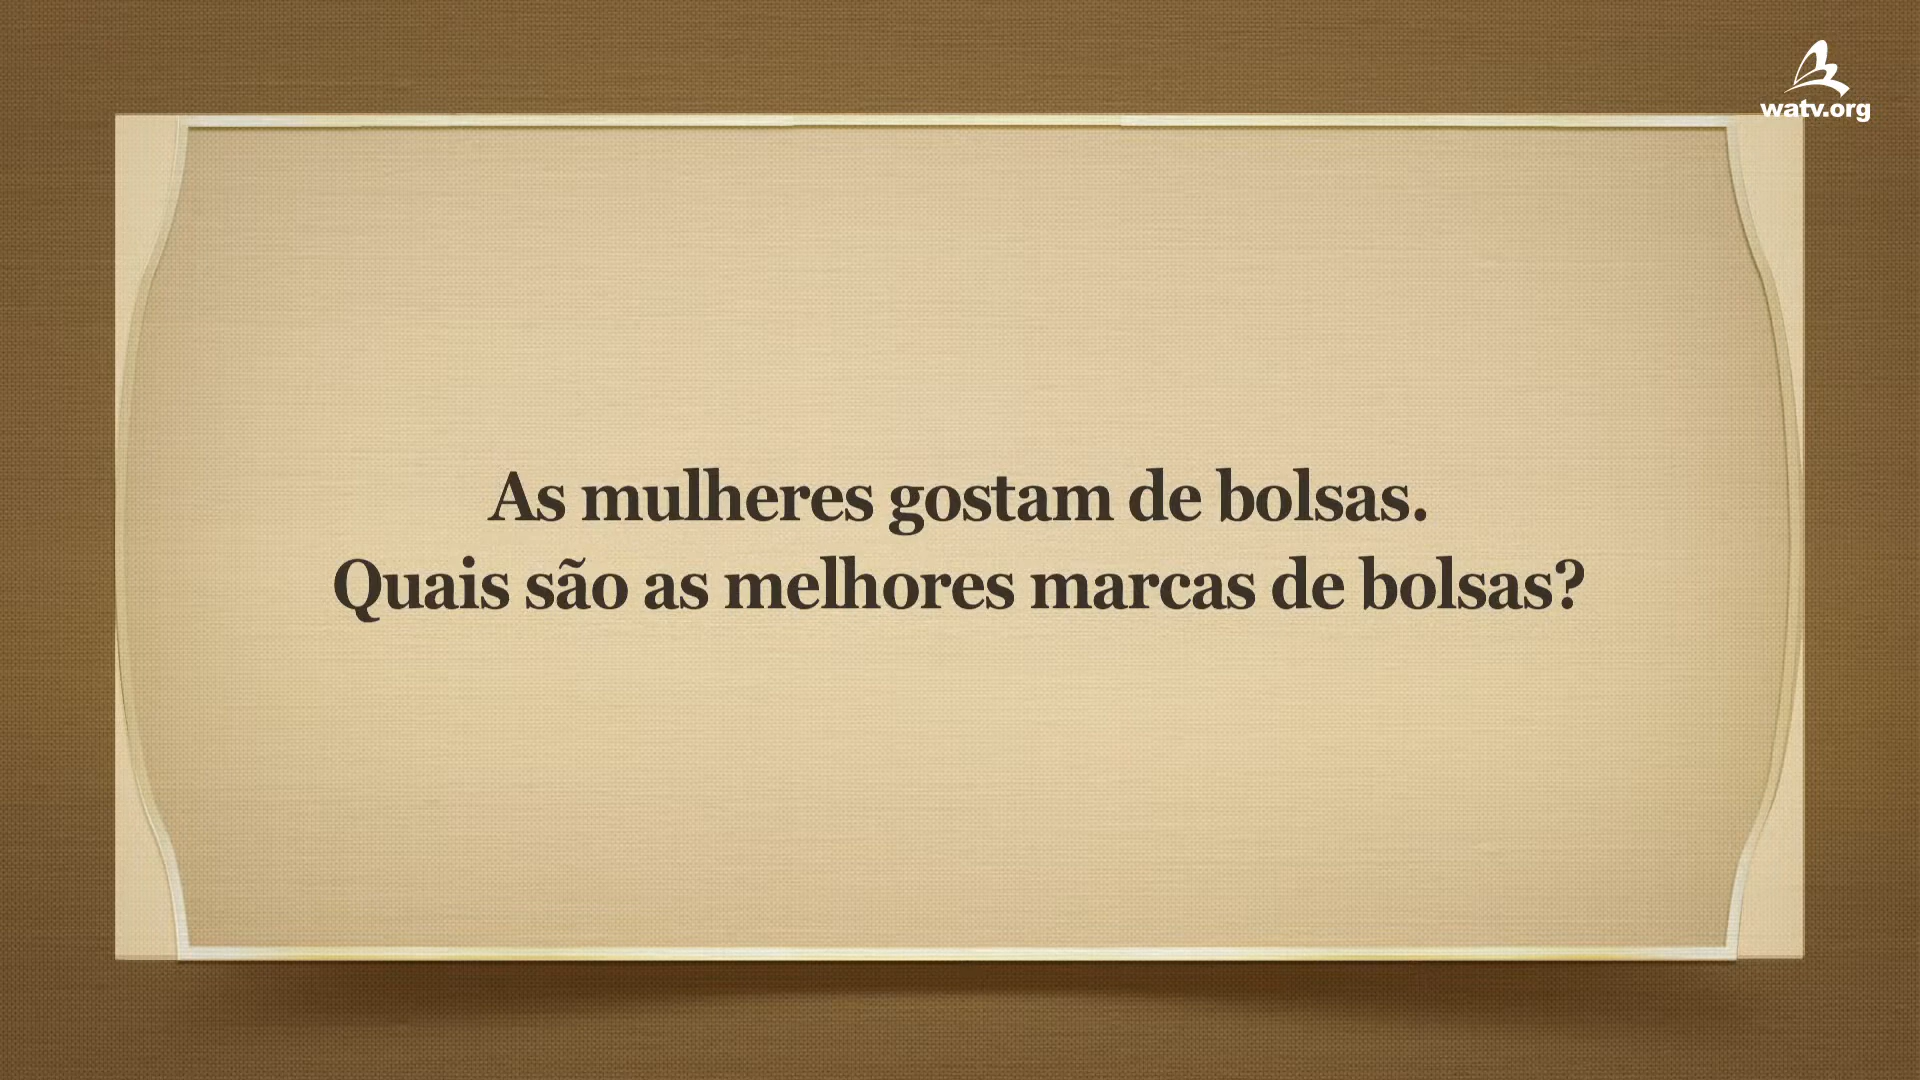 watv.org
As mulheres gostam de bolsas.
Quais são as melhores marcas de bolsas?